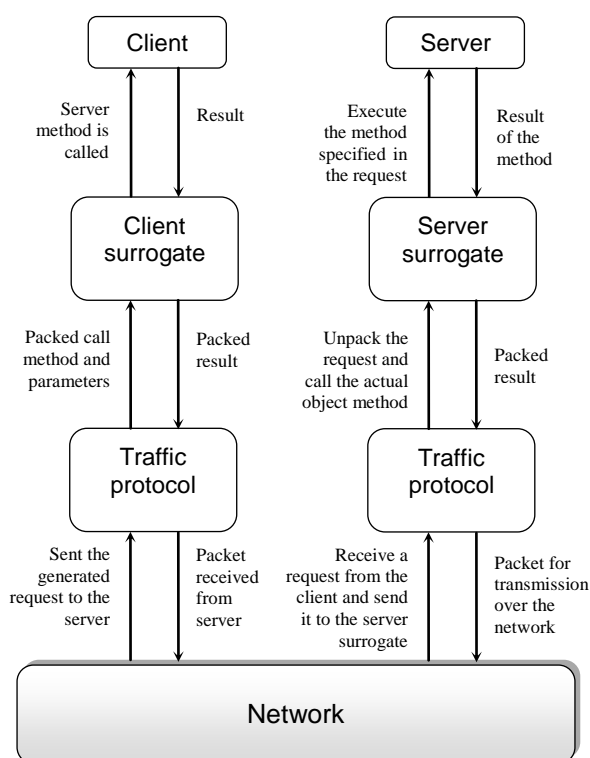 Client
Server
Server
method is
called
Result
Execute
the method
specified in
the request
Result
of the
method
Client
surrogate
Server
surrogate
Packed call
method and
parameters
Packed
result
Unpack the
request and
call the actual
object method
Packed
result
Traffic
protocol
Traffic
protocol
Sent the
generated
request to the
server
Packet
received
from
server
Receive a
request from the
client and send
it to the server
surrogate
Packet for
transmission
over the
network
Network